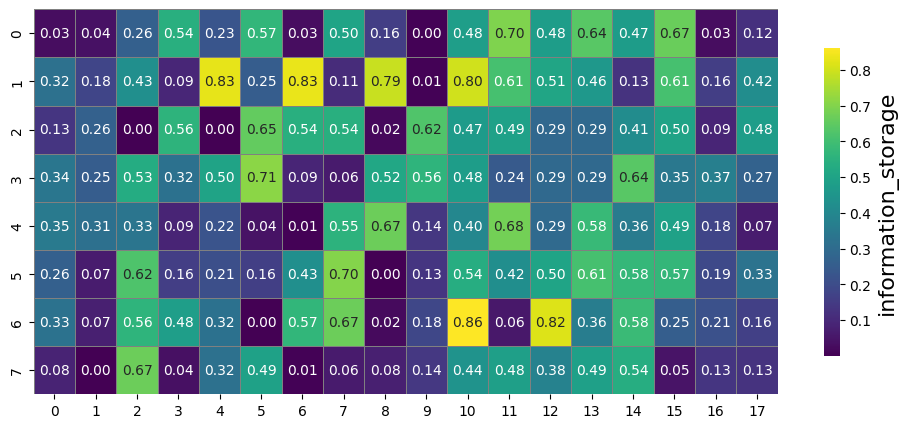 0 0.03 0.04 0.26 0.54 0.23 0.57 0.03 0.50 0.16 0.00 0.48 0.70 0.48 0.64 0.47 0.67 0.03 0.12
1 0.32 0.18 0.43 0.09 0.83 0.25 0.83 0.11 0.79 0.01 0.80 0.61 0.51 0.46 0.13 0.61 0.16 0.42
2 0.13 0.26 0.00 0.56 0.00 0.65 0.54 0.54 0.02 0.62 0.47 0.49 0.29 0.29 0.41 0.50 0.09 0.48
3 0.34 0.25 0.53 0.32 0.50 0.71 0.09 0.06 0.52 0.56 0.48 0.24 0.29 0.29 0.64 0.35 0.37 0.27
4 0.35 0.31 0.33 0.09 0.22 0.04 0.01 0.55 0.67 0.14 0.40 0.68 0.29 0.58 0.36 0.49 0.18 0.07
5 0.26 0.07 0.62 0.16 0.21 0.16 0.43 0.70 0.00 0.13 0.54 0.42 0.50 0.61 0.58 0.57 0.19 0.33
6 0.33 0.07 0.56 0.48 0.32 0.00 0.57 0.67 0.02 0.18 0.86 0.06 0.82 0.36 0.58 0.25 0.21 0.16
7 0.08 0.00 0.67 0.04 0.32 0.49 0.01 0.06 0.08 0.14 0.44 0.48 0.38 0.49 0.54 0.05 0.13 0.13
0 1 2 3 4 5 6 7 8 9 10 11 12 13 14 15 16 17
0.8
0.7
0.6
0.5
0.4
0.3
0.2
0.1
information_storage